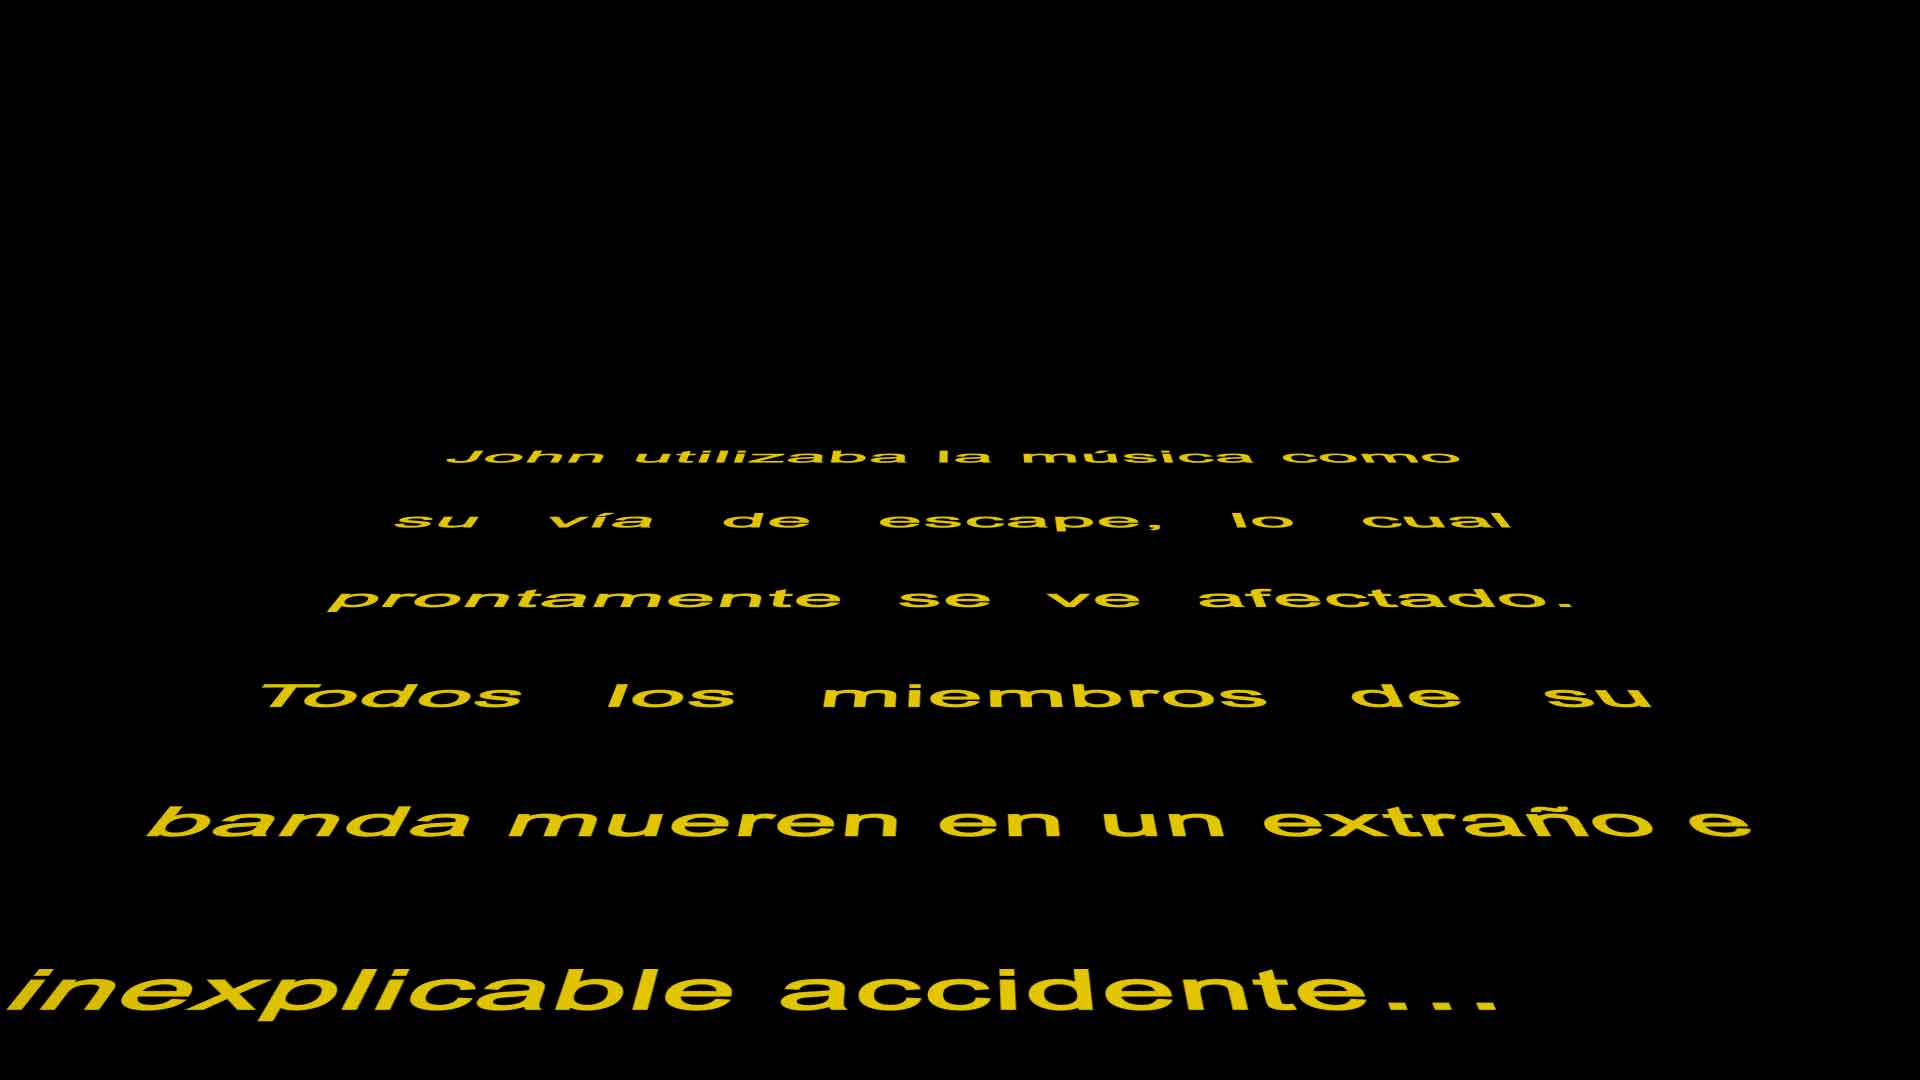 John utilizaba la música como
su vía de escape, lo cual
prontamente se ve afectado.
Todos los miembros de su
banda mueren en un extraño e
inexplicable accidente...